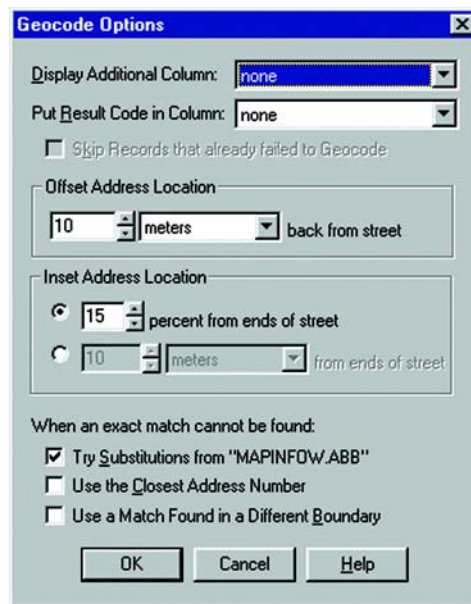 Geocode Options
Display Additional Column: none
Put Result Code in Column: none
Skip Records that already failed to Geocode
Offset Address Location
10 meters back from street
Inset Address Location
15 percent from ends of street
10 meters from ends of street
When an exact match cannot be found:
Try Substitutions from "MAPINFOW.ABB"
Use the Closest Address Number
Use a Match Found in a Different Boundary
OK Cancel Help